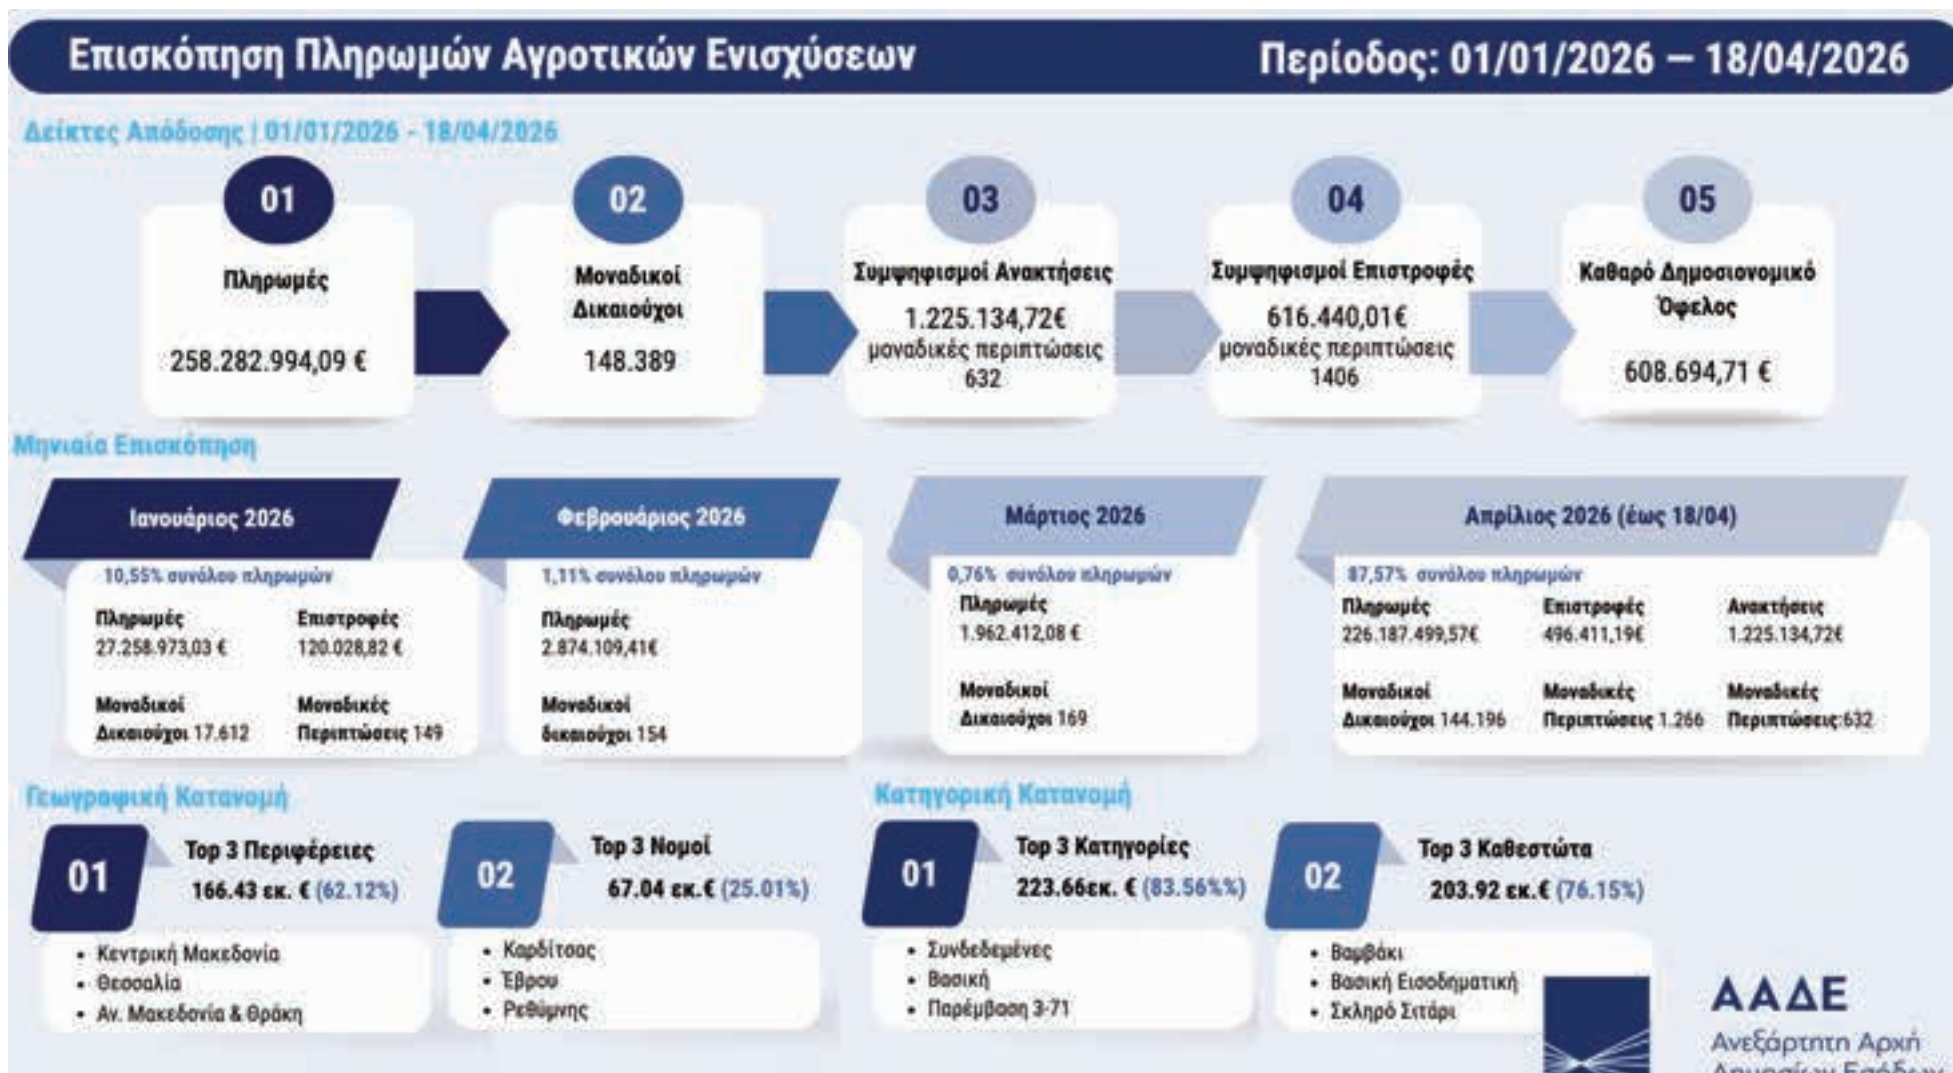 Επισκόπηση Πληρωμών Αγροτικών Ενισχύσεων
Περίοδος: 01/01/2026 — 18/04/2026
Δείκτες Απόδοσης | 01/01/2026 - 18/04/2026
01
Πληρωμές
258.282.994,09 €
02
Μοναδικοί
Δικαιούχοι
148.389
03
Συμψηφισμοί Ανακτήσεις
1.225.134,72€
μοναδικές περιπτώσεις
632
04
Συμψηφισμοί Επιστροφές
616.440,01€
μοναδικές περιπτώσεις
1406
05
Καθαρό Δημοσιονομικό
Όφελος
608.694,71 €
Μηνιαία Επισκόπηση
Ιανουάριος 2026
10,55% συνόλου πληρωμών
Πληρωμές
27.258.973,03 €
Επιστροφές
120.028,82 €
Μοναδικοί
Δικαιούχοι 17.612
Μοναδικές
Περιπτώσεις 149
Φεβρουάριος 2026
1,11% συνόλου πληρωμών
Πληρωμές
2.874.109,41€
Μοναδικοί
δικαιούχοι 154
Μάρτιος 2026
0,76% συνόλου πληρωμών
Πληρωμές
1.962.412,08 €
Μοναδικοί
Δικαιούχοι 169
Απρίλιος 2026 (έως 18/04)
87,57% συνόλου πληρωμών
Πληρωμές
226.187.499,57€
Επιστροφές
496.411,19€
Ανακτήσεις
1.225.134,72€
Μοναδικοί
Δικαιούχοι 144.196
Μοναδικές
Περιπτώσεις 1.266
Μοναδικές
Περιπτώσεις:632
Γεωγραφική Κατανομή
01
Top 3 Περιφέρειες
166.43 εκ. € (62.12%)
• Κεντρική Μακεδονία
• Θεσσαλία
• Αν. Μακεδονία & Θράκη
02
Top 3 Νομοί
67.04 εκ.€ (25.01%)
• Καρδίτσας
• Έβρου
• Ρεθύμνης
Κατηγορική Κατανομή
01
Top 3 Κατηγορίες
223.66εκ. € (83.56%%)
• Συνδεδεμένες
• Βασική
• Παρέμβαση 3-71
02
Top 3 Καθεστώτα
203.92 εκ.€ (76.15%)
• Βαμβάκι
• Βασική Εισοδηματική
• Σκληρό Σιτάρι
ΑΑΔΕ
Ανεξάρτητη Αρχή
Δημοσίων Εσόδων